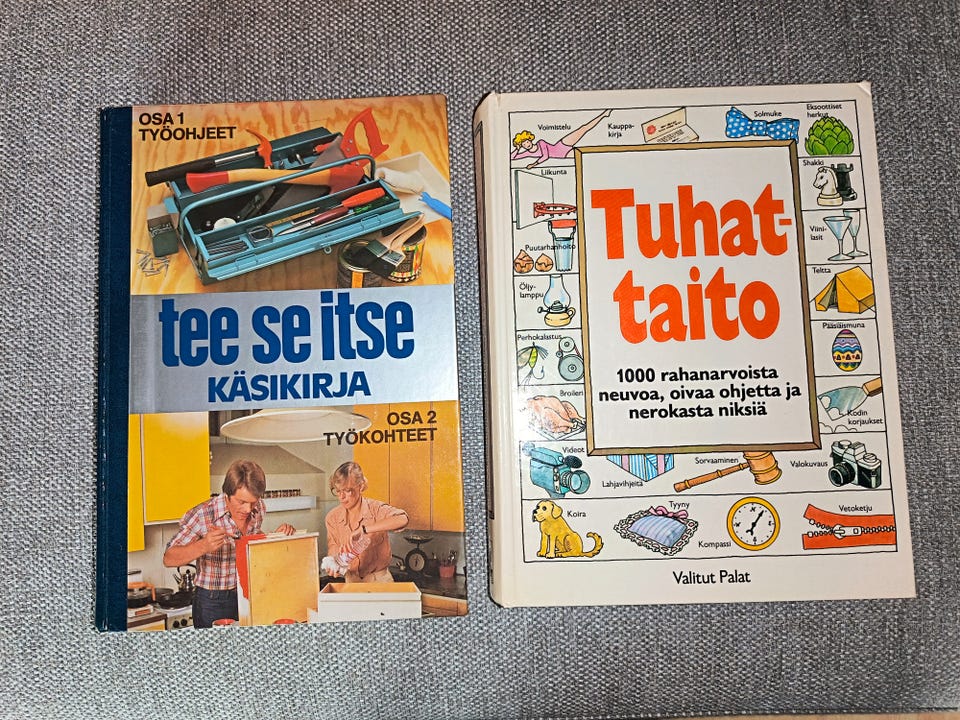 OSA 1
TYÖOHJEET
tee se itse
KÄSIKIRJA
OSA 2
TYÖKOHTEET
Voimistelu
Kauppa-
kirja
Solmuke
Eksoottiset
herkut
Liikunta
Shakki
Puutarhanhoito
Viini-
lasit
Öljy-
lamppu
Teltta
Perhokalastus
Pääsiäismuna
Broileri
Kodin
korjaukset
Videot
Lahjavihjeitä
Sorvaaminen
Valokuvaus
Koira
Tyyny
Kompassi
Vetoketju
Tuhat-
taito
1000 rahanarvoista
neuvoa, oivaa ohjetta ja
nerokasta niksiä
Valitut Palat